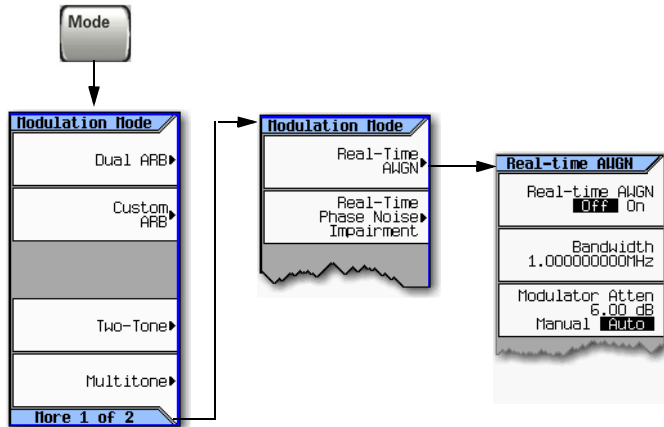 Mode
Modulation Mode
Dual ARB
Custom
ARB
Two-Tone
Multitone
More 1 of 2
Modulation Mode
Real-Time
AWGN
Real-Time
Phase Noise
Impairment
Real-time AWGN
Real-time AWGN
Off On
Bandwidth
1.000000000MHz
Modulator Atten
6.00 dB
Manual Auto